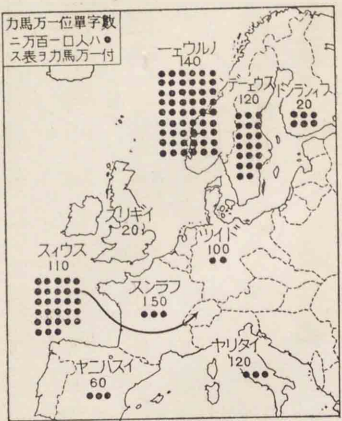 數字單位一万馬力
●ハ人口一百万ニ
付一万馬力ヲ表ス
ノルウェー
140
スウェーデン
120
フィンランド
20
イギリス
20
ドイツ
100
スウィス
110
フランス
150
イタリヤ
120
イスパニヤ
60